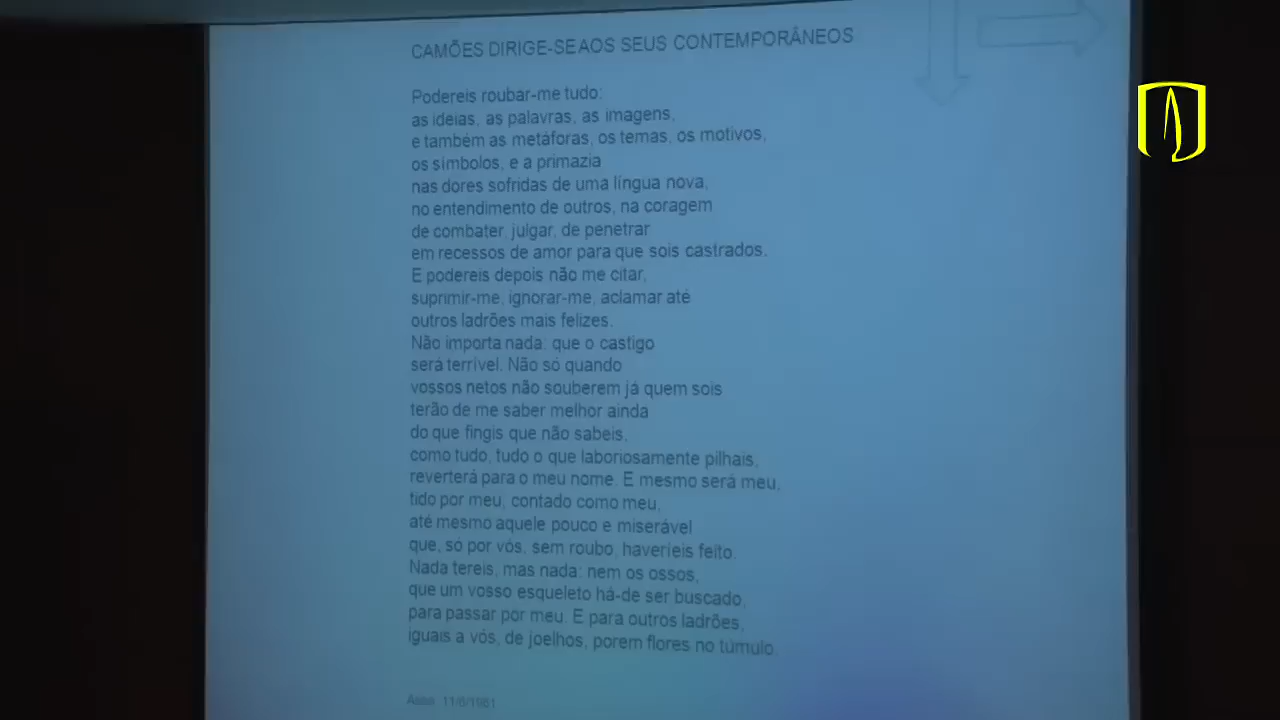 CAMÕES DIRIGE-SE AOS SEUS CONTEMPORÂNEOS
Podereis roubar-me tudo:
as ideias, as palavras, as imagens,
e também as metáforas, os temas, os motivos,
os símbolos, e a primazia
nas dores sofridas de uma língua nova,
no entendimento de outros, na coragem
de combater, julgar, de penetrar
em recessos de amor para que sois castrados.
E podereis depois não me citar,
suprimir-me, ignorar-me, aclamar até
outros ladrões mais felizes.
Não importa nada: que o castigo
será terrível. Não só quando
vossos netos não souberem já quem sois
terão de me saber melhor ainda
do que fingis que não sabeis,
como tudo, tudo o que laboriosamente pilhais,
reverterá para o meu nome. E mesmo será meu,
tido por meu, contado como meu,
até mesmo aquele pouco e miserável
que, só por vós, sem roubo, haveríeis feito.
Nada tereis, mas nada: nem os ossos,
que um vosso esqueleto há-de ser buscado,
para passar por meu. E para outros ladrões,
iguais a vós, de joelhos, porem flores no túmulo.
11/6/1961